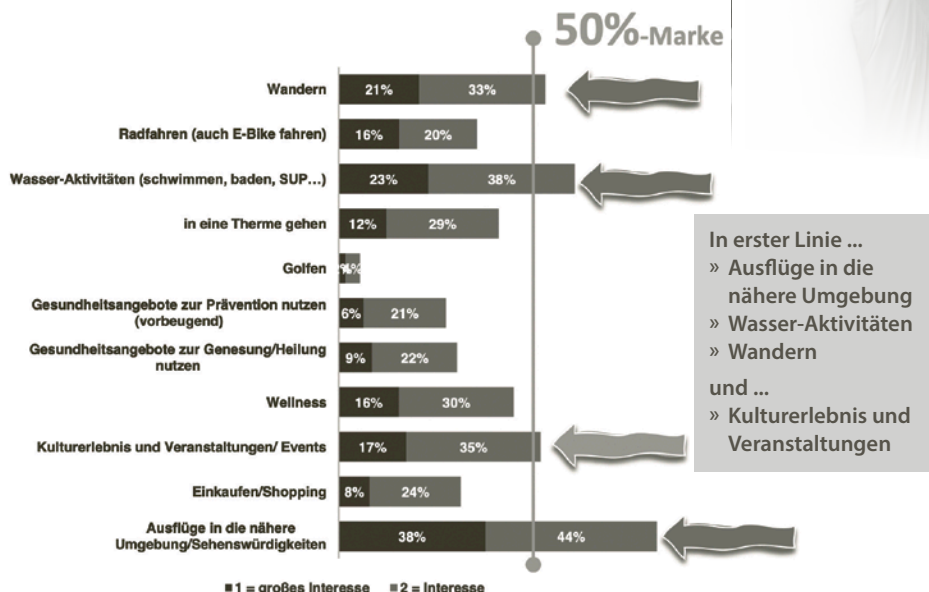 50%-Marke
Wandern
21% 33%
Radfahren (auch E-Bike fahren)
16% 20%
Wasser-Aktivitäten (schwimmen, baden, SUP...)
23% 38%
in eine Therme gehen
12% 29%
Golfen
Gesundheitsangebote zur Prävention nutzen
(vorbeugend)
6% 21%
Gesundheitsangebote zur Genesung/Heilung
nutzen
9% 22%
Wellness
16% 30%
Kulturerlebnis und Veranstaltungen/ Events
17% 35%
Einkaufen/Shopping
8% 24%
Ausflüge in die nähere
Umgebung/Sehenswürdigkeiten
38% 44%
1 = großes Interesse 2 = Interesse
In erster Linie ...
» Ausflüge in die
nähere Umgebung
» Wasser-Aktivitäten
» Wandern
und ...
» Kulturerlebnis und
Veranstaltungen